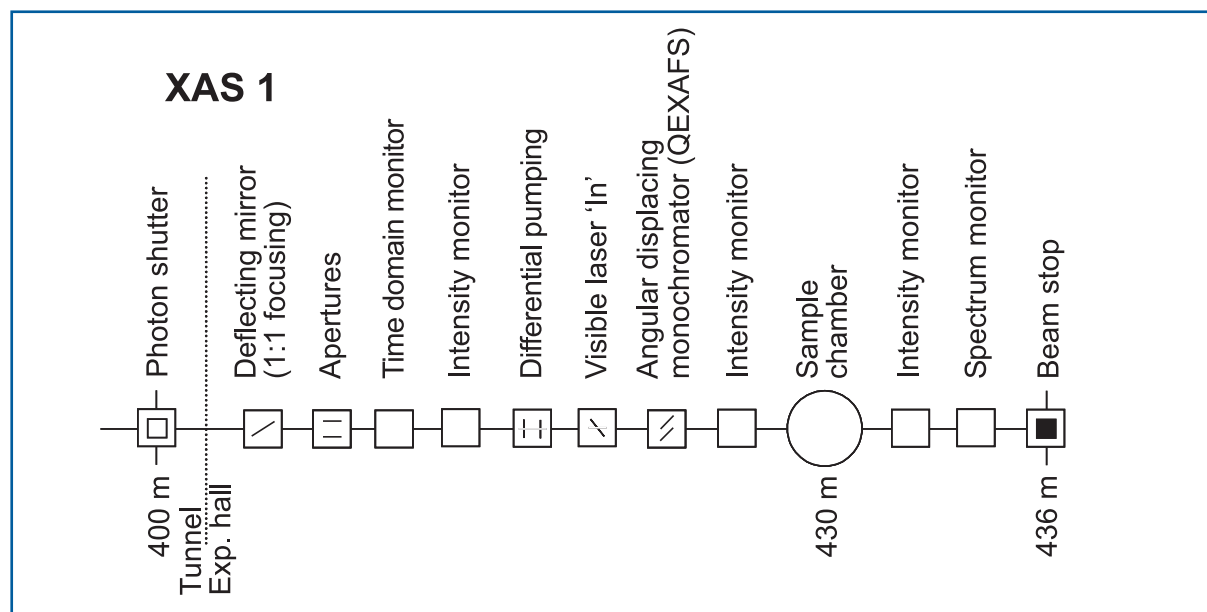 XAS 1
Photon shutter
Deflecting mirror
(1:1 focusing)
Apertures
Time domain monitor
Intensity monitor
Differential pumping
Visible laser ‘In’
Angular displacing
monochromator (QEXAFS)
Intensity monitor
Sample
chamber
Intensity monitor
Spectrum monitor
Beam stop
400 m
Tunnel
Exp. hall
430 m
436 m